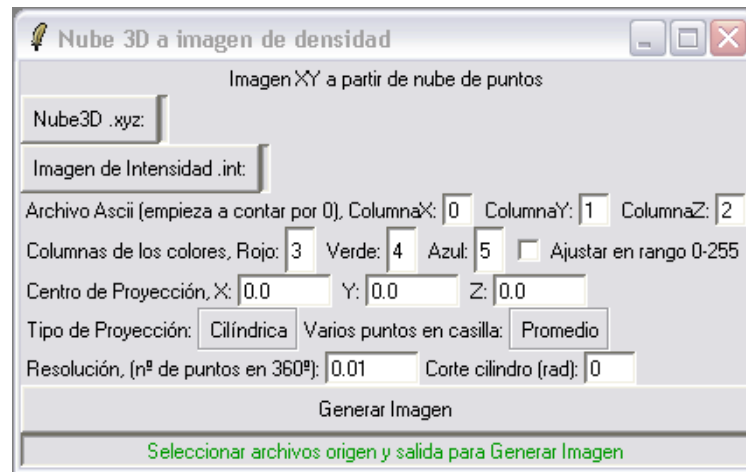 Nube 3D a imagen de densidad
Imagen XY a partir de nube de puntos
Nube3D .xyz:
Imagen de Intensidad .int:
Archivo Ascii (empieza a contar por 0), ColumnaX: 0 ColumnaY: 1 ColumnaZ: 2
Columnas de los colores, Rojo: 3 Verde: 4 Azul: 5 Ajustar en rango 0-255
Centro de Proyección, X: 0.0 Y: 0.0 Z: 0.0
Tipo de Proyección: Cilíndrica Varios puntos en casilla: Promedio
Resolución, (nº de puntos en 360º): 0.01 Corte cilindro (rad): 0
Generar Imagen
Seleccionar archivos origen y salida para Generar Imagen